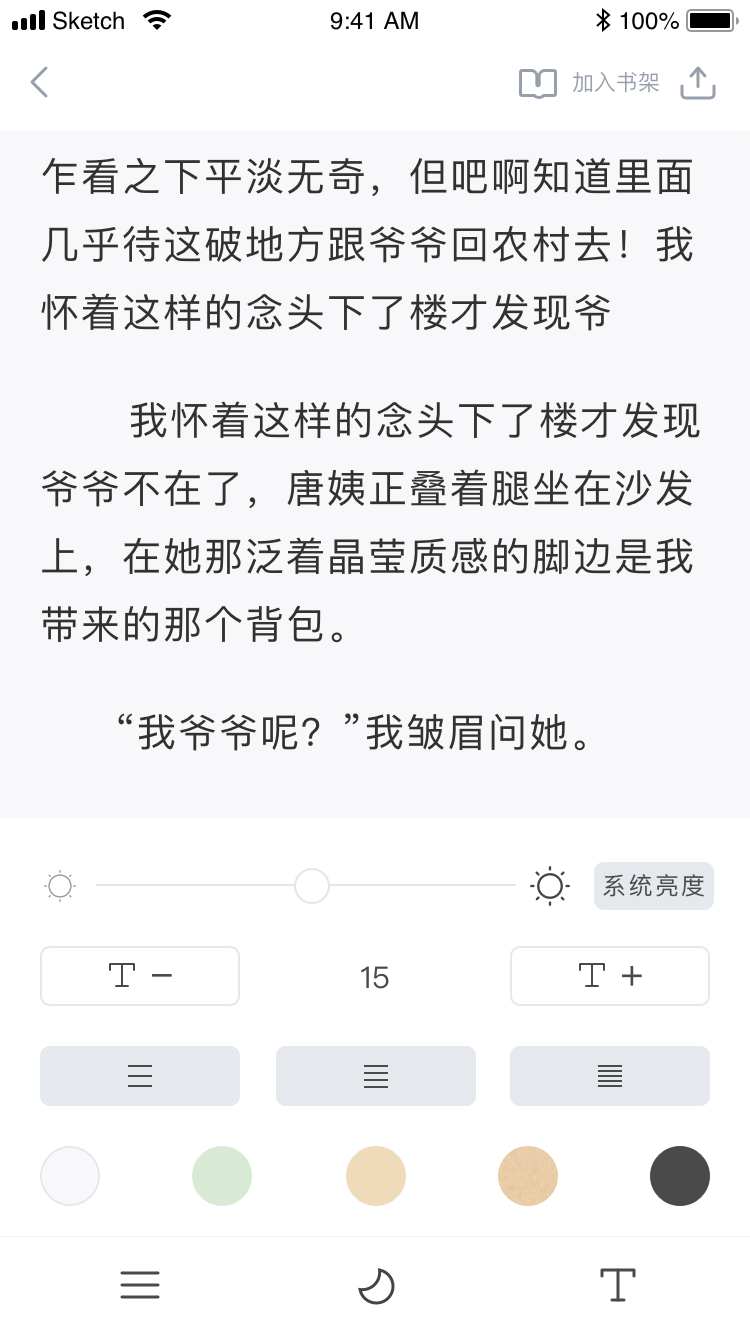 Sketch 9:41 AM 100%
加入书架
乍看之下平淡无奇，但吧啊知道里面
几乎待这破地方跟爷爷回农村去！我
怀着这样的念头下了楼才发现爷
我怀着这样的念头下了楼才发现
爷爷不在了，唐姨正叠着腿坐在沙发
上，在她那泛着晶莹质感的脚边是我
带来的那个背包。
“我爷爷呢？”我皱眉问她。
系统亮度
T − 15 T +
T